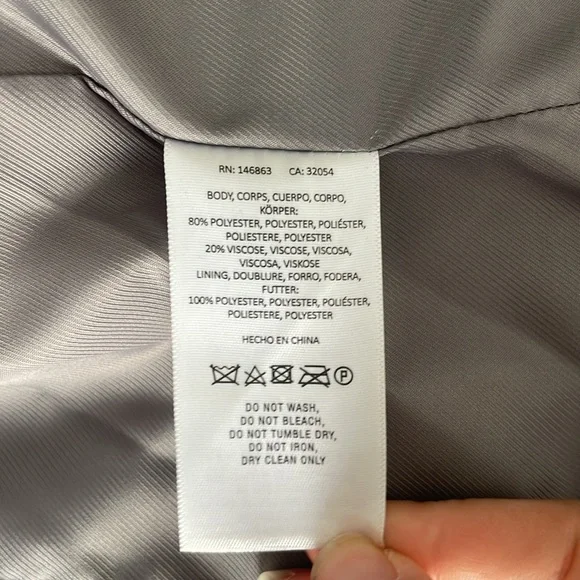 RN: 146863 CA: 32054
BODY, CORPS, CUERPO, CORPO,
KÖRPER:
80% POLYESTER, POLYESTER, POLIÉSTER,
POLIESTERE, POLYESTER
20% VISCOSE, VISCOSE, VISCOSA,
VISCOSA, VISKOSE
LINING, DOUBLURE, FORRO, FODERA,
FUTTER:
100% POLYESTER, POLYESTER, POLIÉSTER,
POLIESTERE, POLYESTER
HECHO EN CHINA
P
DO NOT WASH,
DO NOT BLEACH,
DO NOT TUMBLE DRY,
DO NOT IRON,
DRY CLEAN ONLY